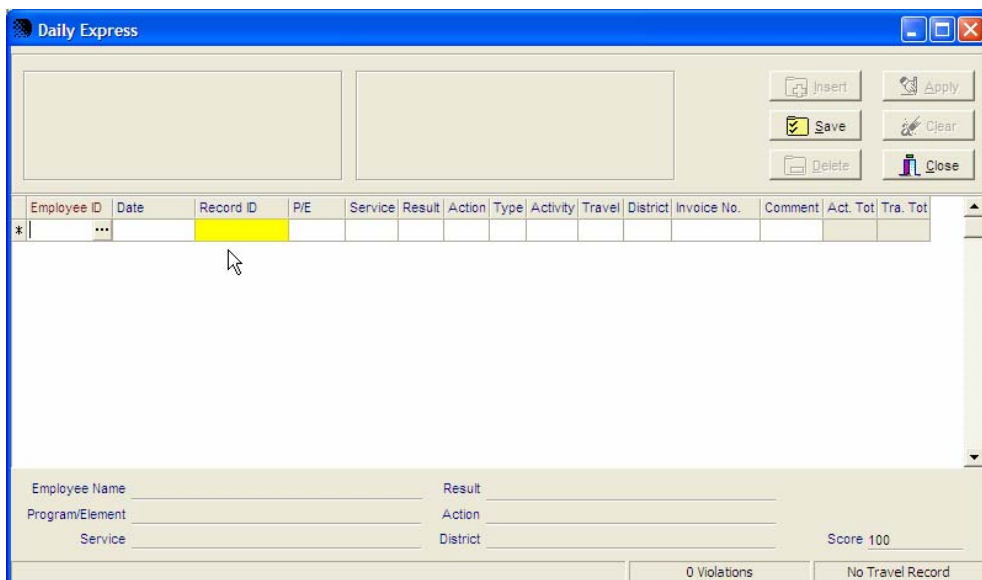 Daily Express
Insert Apply
Save Clear
Delete Close
Employee ID Date Record ID P/E Service Result Action Type Activity Travel District Invoice No. Comment Act. Tot Tra. Tot
* ...
Employee Name Result
Program/Element Action
Service District Score 100
0 Violations No Travel Record